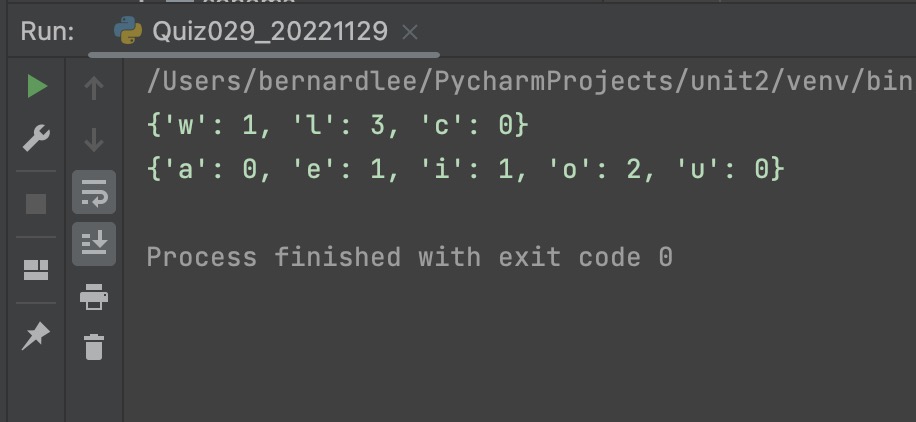 Run: Quiz029_20221129
/Users/bernardlee/PycharmProjects/unit2/venv/bin
{'w': 1, 'l': 3, 'c': 0}
{'a': 0, 'e': 1, 'i': 1, 'o': 2, 'u': 0}
Process finished with exit code 0